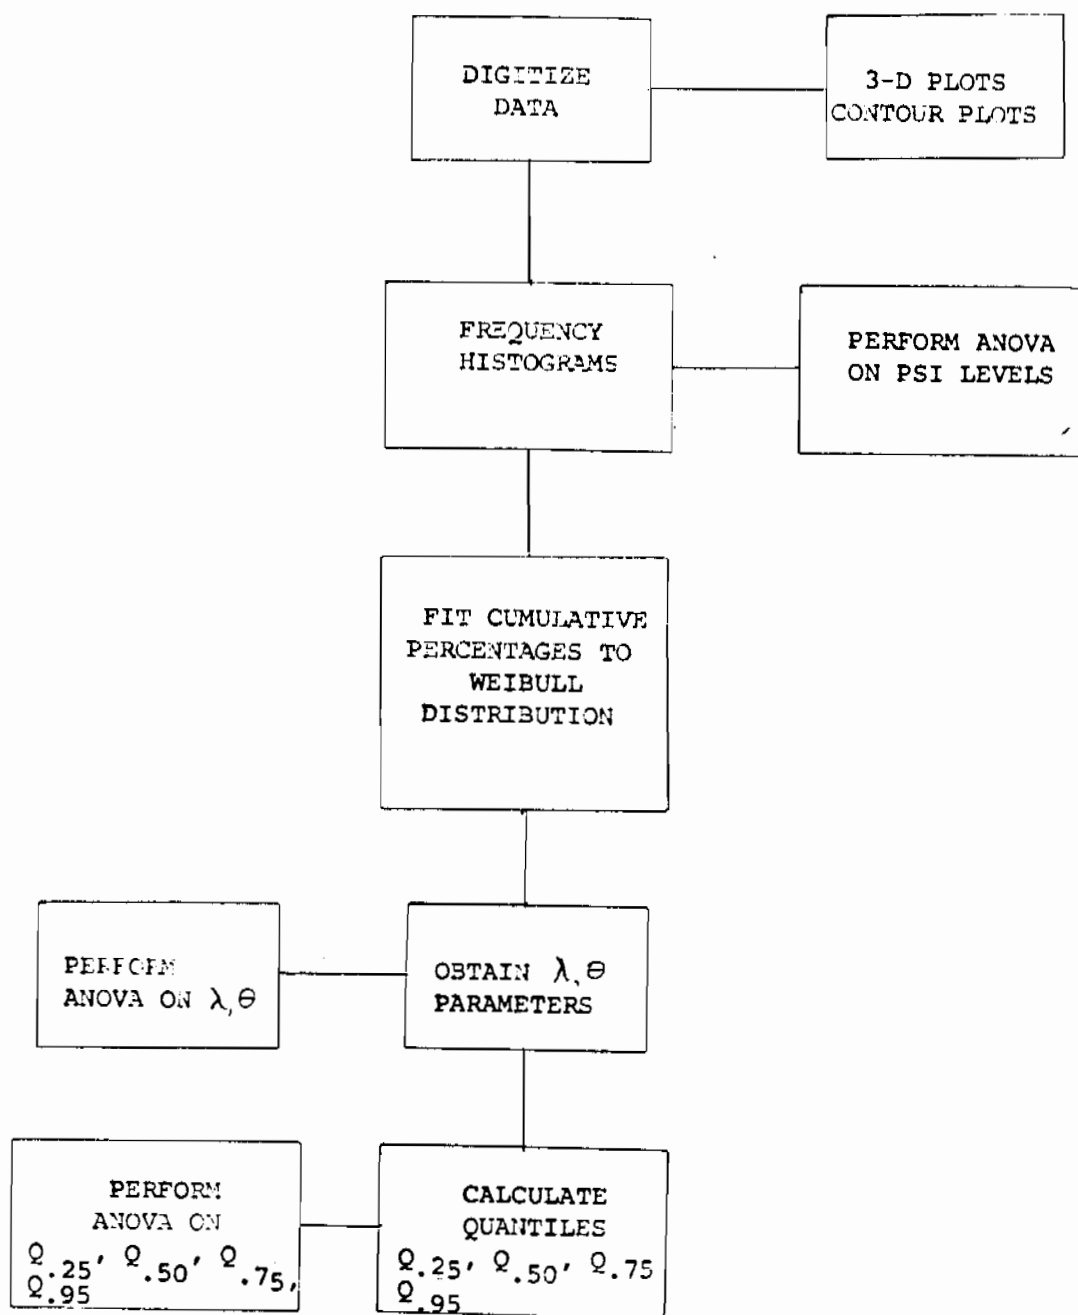 DIGITIZE
DATA
3-D PLOTS
CONTOUR PLOTS
FREQUENCY
HISTOGRAMS
PERFORM ANOVA
ON PSI LEVELS
FIT CUMULATIVE
PERCENTAGES TO
WEIBULL
DISTRIBUTION
PERFORM
ANOVA ON λ,θ
OBTAIN λ,θ
PARAMETERS
PERFORM
ANOVA ON
Q.25, Q.50, Q.75,
Q.95
CALCULATE
QUANTILES
Q.25, Q.50, Q.75
Q.95